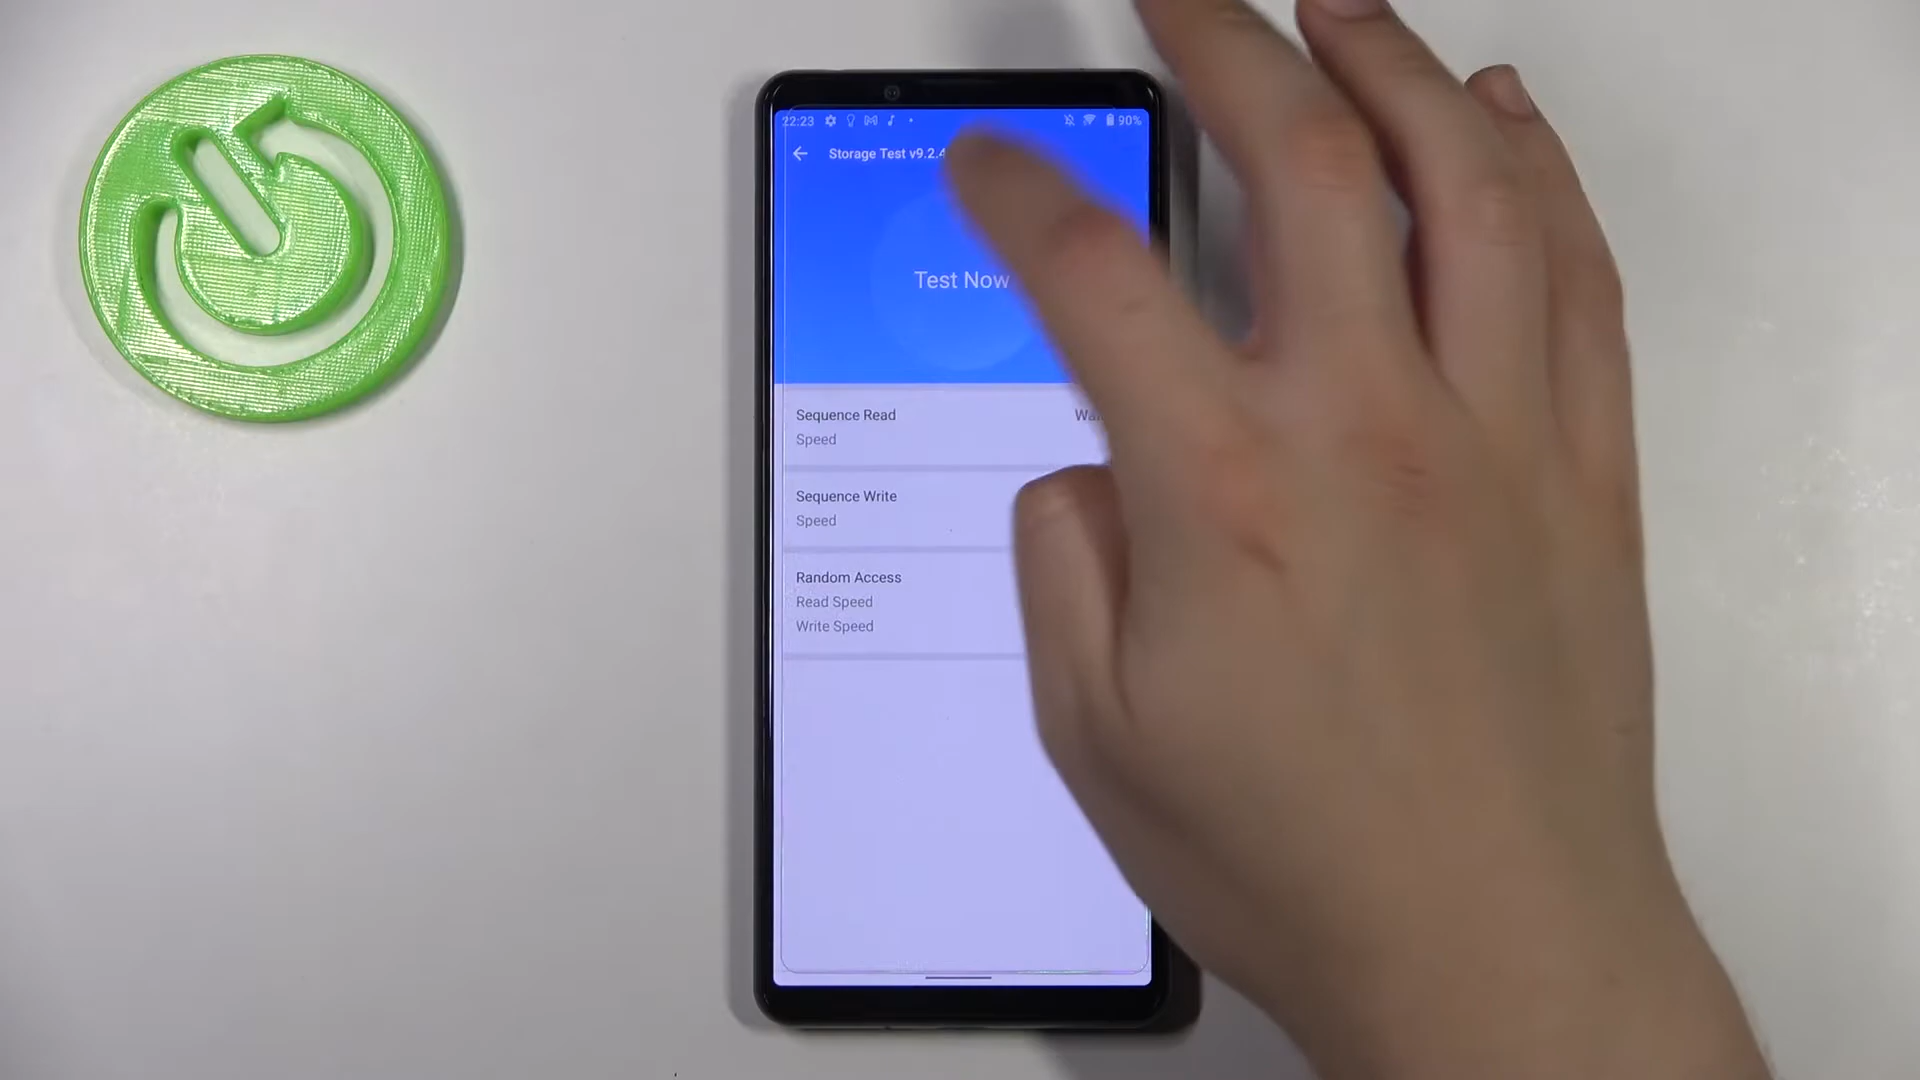 22:23 90%
Storage Test v9.2.4
Test Now
Sequence Read
Speed
Sequence Write
Speed
Random Access
Read Speed
Write Speed